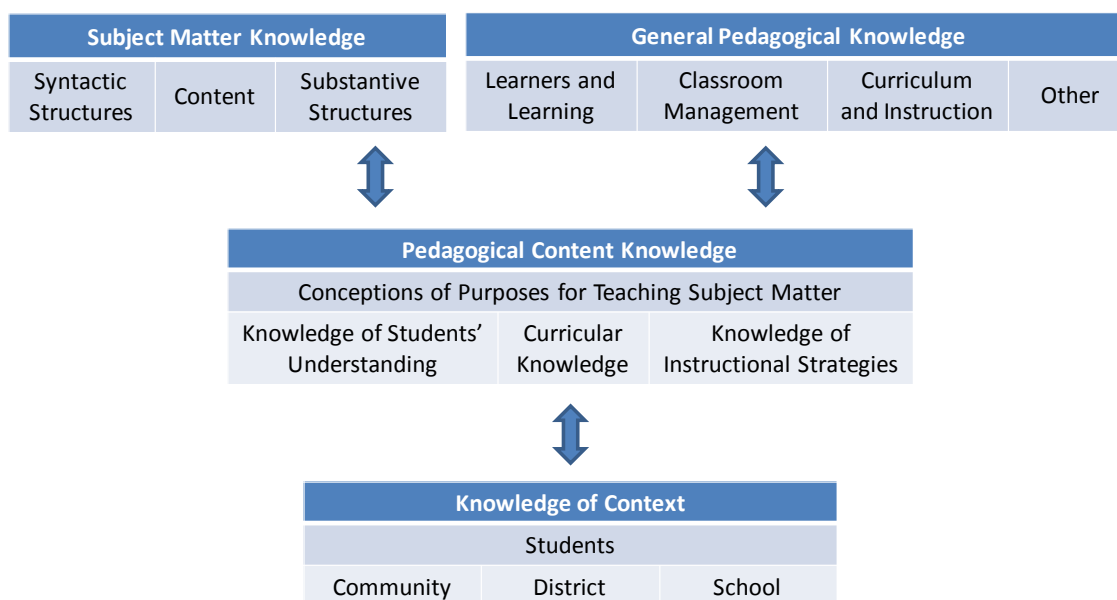 Subject Matter Knowledge
Syntactic
Structures
Content
Substantive
Structures
General Pedagogical Knowledge
Learners and
Learning
Classroom
Management
Curriculum
and Instruction
Other
Pedagogical Content Knowledge
Conceptions of Purposes for Teaching Subject Matter
Knowledge of Students'
Understanding
Curricular
Knowledge
Knowledge of
Instructional Strategies
Knowledge of Context
Students
Community
District
School